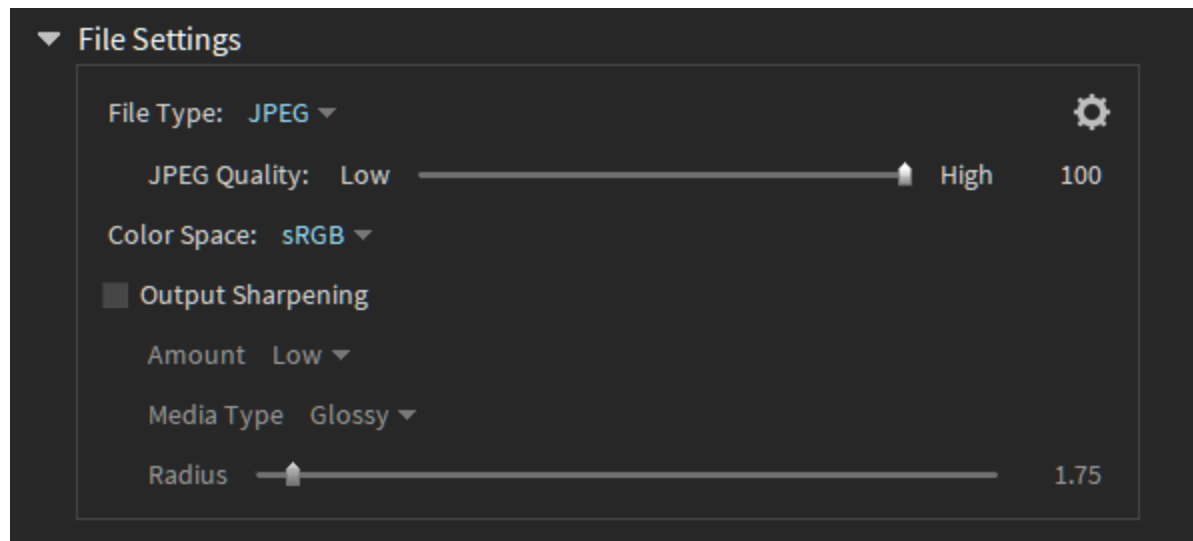 File Settings
File Type: JPEG
JPEG Quality: Low High 100
Color Space: sRGB
Output Sharpening
Amount Low
Media Type Glossy
Radius 1.75